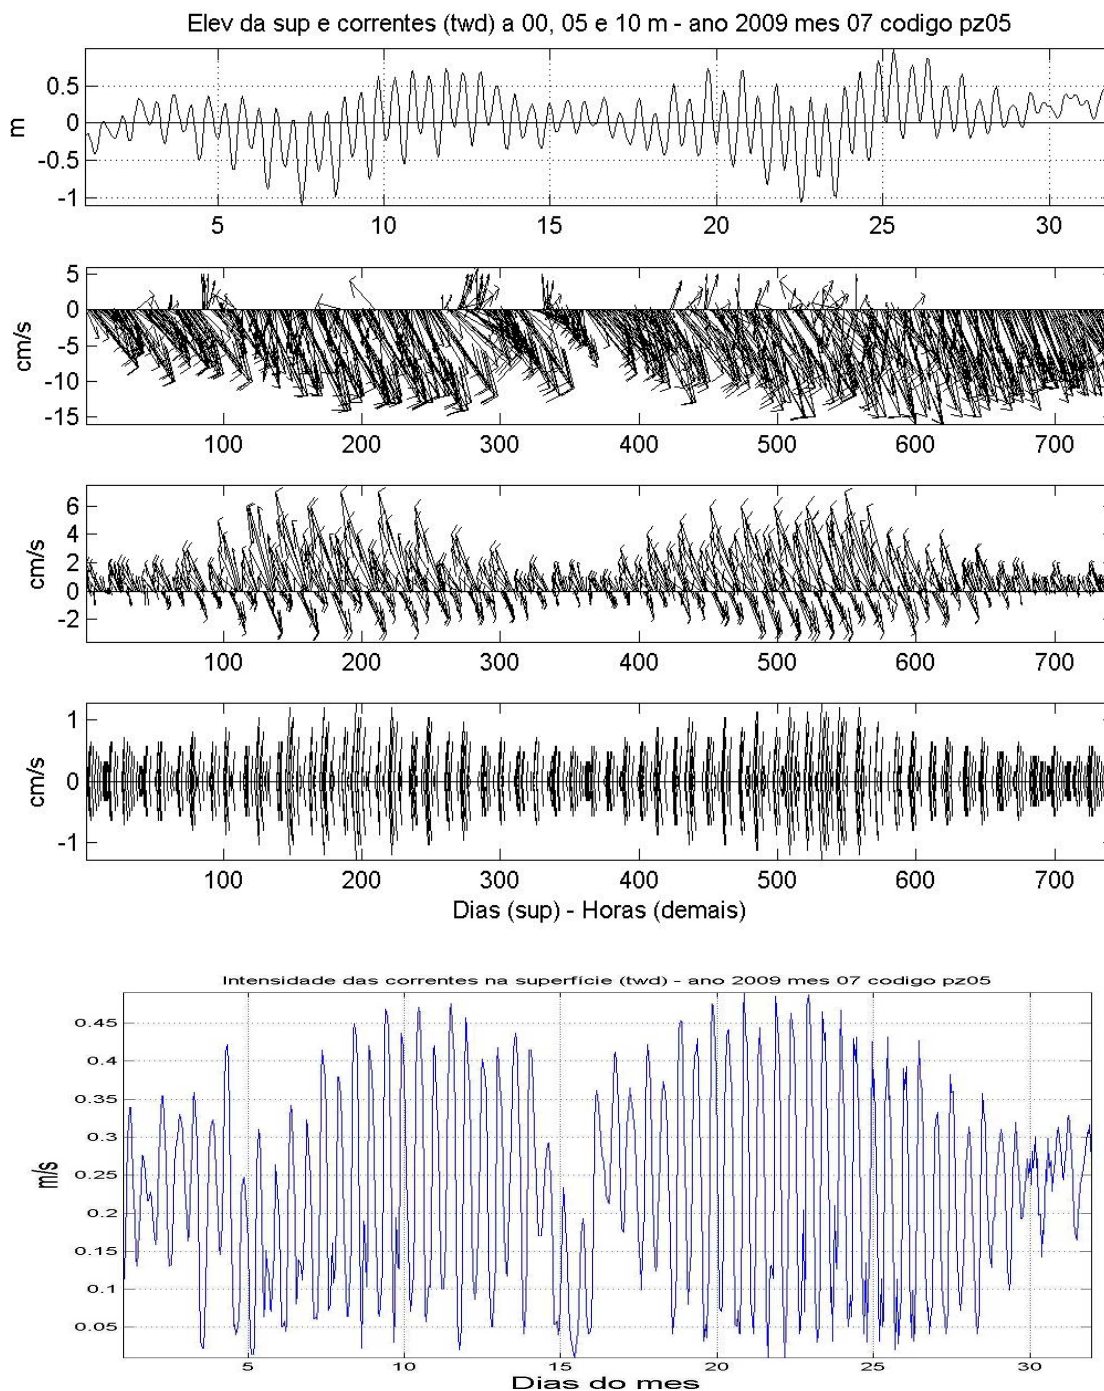 Elev da sup e correntes (twd) a 00, 05 e 10 m - ano 2009 mes 07 codigo pz05
0.5
0
-0.5
-1
m
5 10 15 20 25 30
5
0
-5
-10
-15
cm/s
100 200 300 400 500 600 700
6
4
2
0
-2
cm/s
100 200 300 400 500 600 700
1
0
-1
cm/s
100 200 300 400 500 600 700
Dias (sup) - Horas (demais)
Intensidade das correntes na superfície (twd) - ano 2009 mes 07 codigo pz05
0.45
0.4
0.35
0.3
0.25
0.2
0.15
0.1
0.05
m/s
5 10 15 20 25 30
Dias do mes